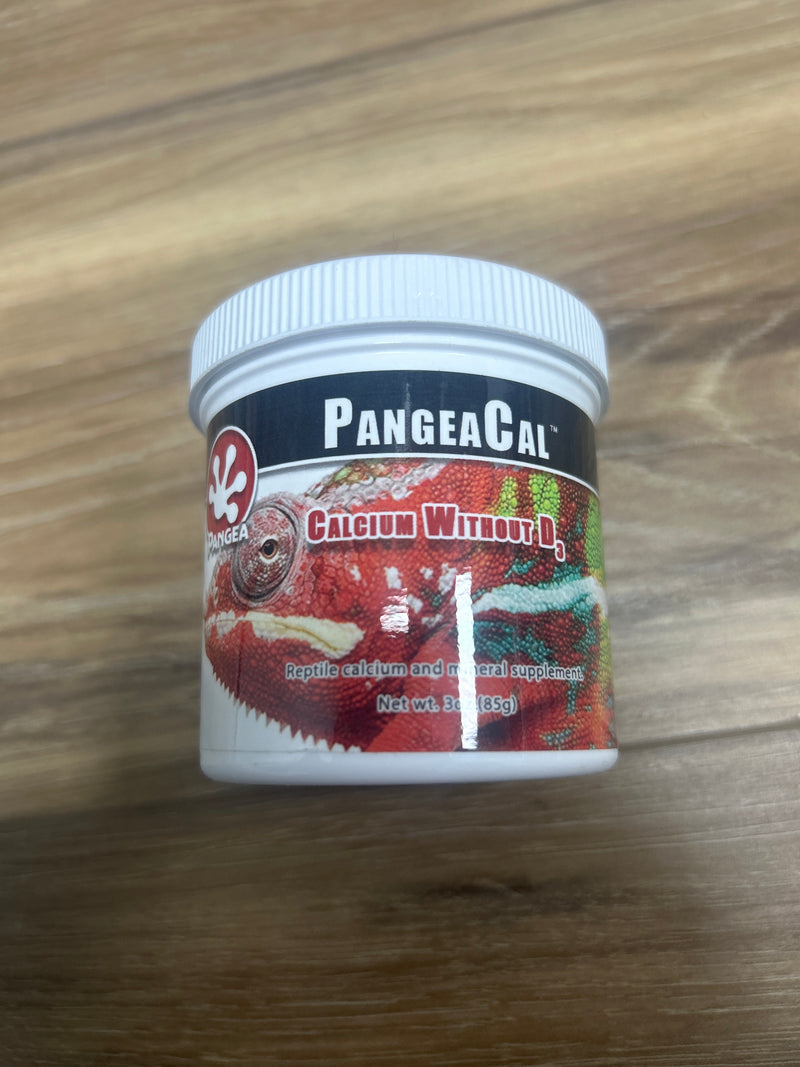 PANGEACAL™
PANGEA
CALCIUM WITHOUT D3
Reptile calcium and mineral supplement.
Net wt. 3oz (85g)